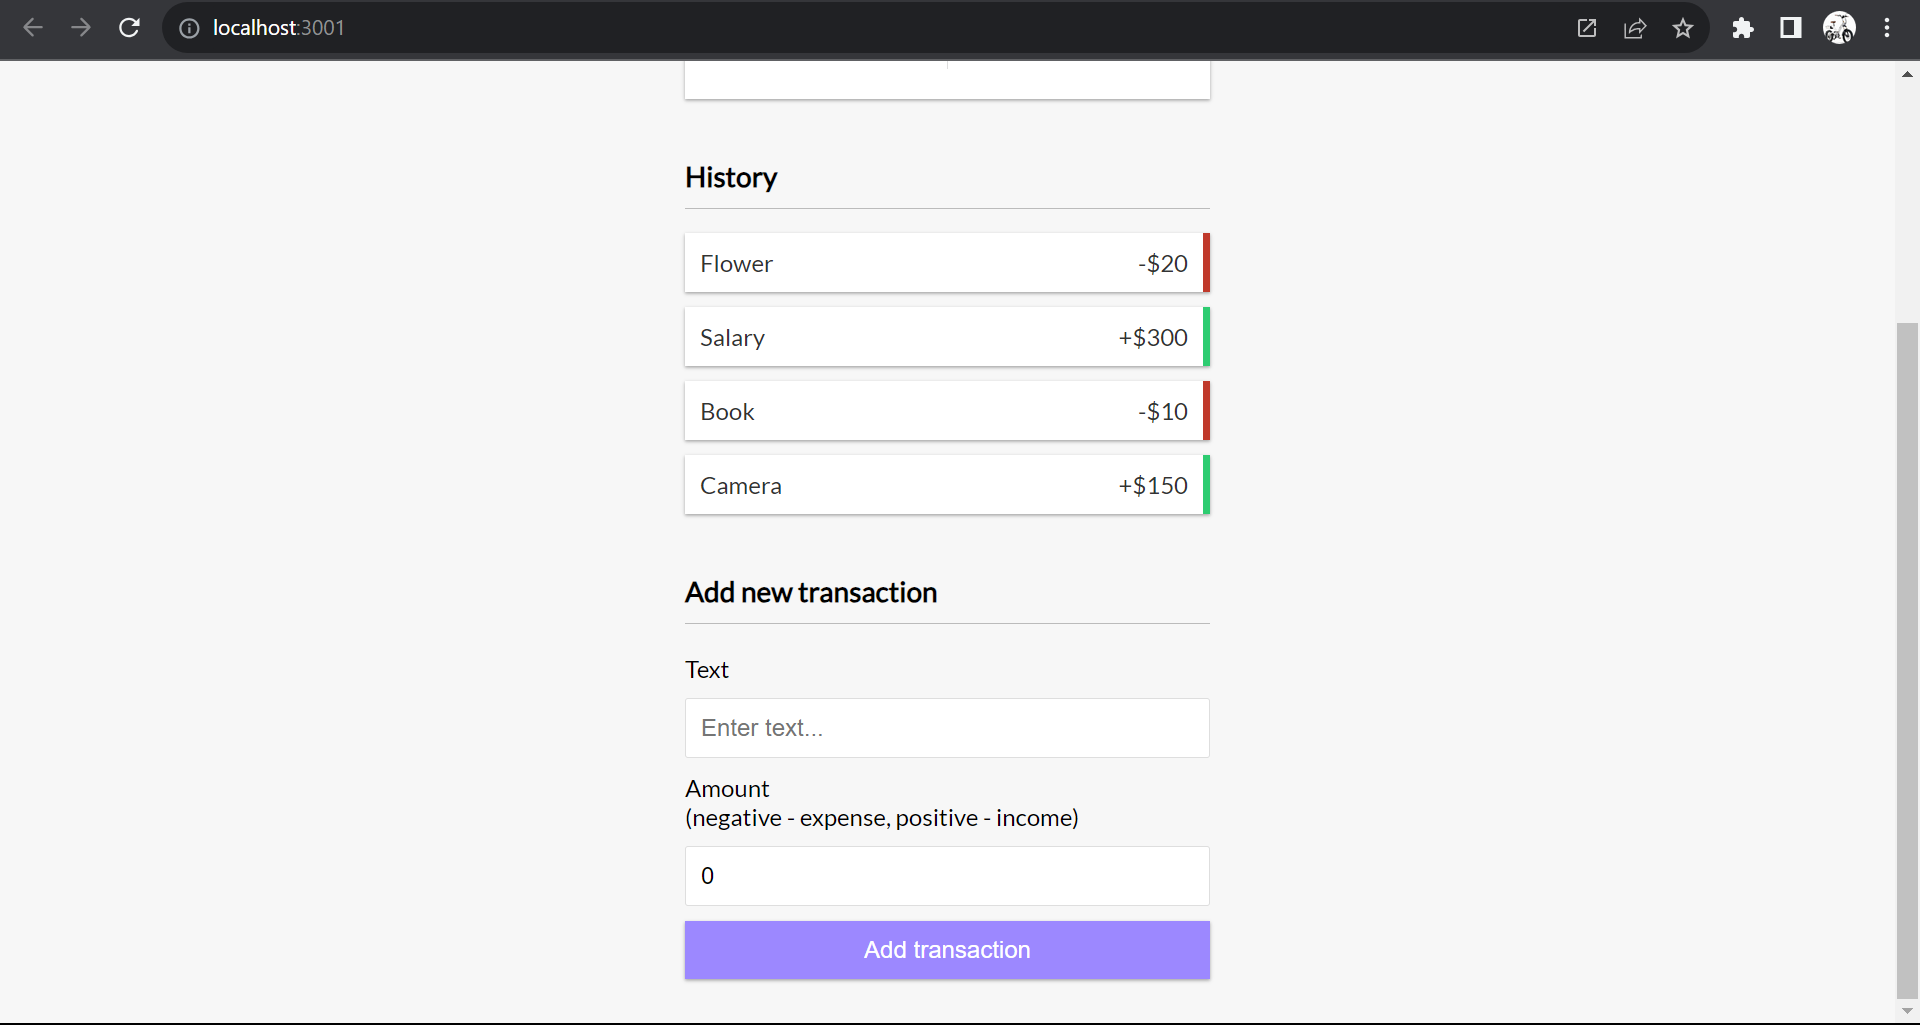 localhost:3001
History
Flower -$20
Salary +$300
Book -$10
Camera +$150
Add new transaction
Text
Enter text...
Amount
(negative - expense, positive - income)
0
Add transaction